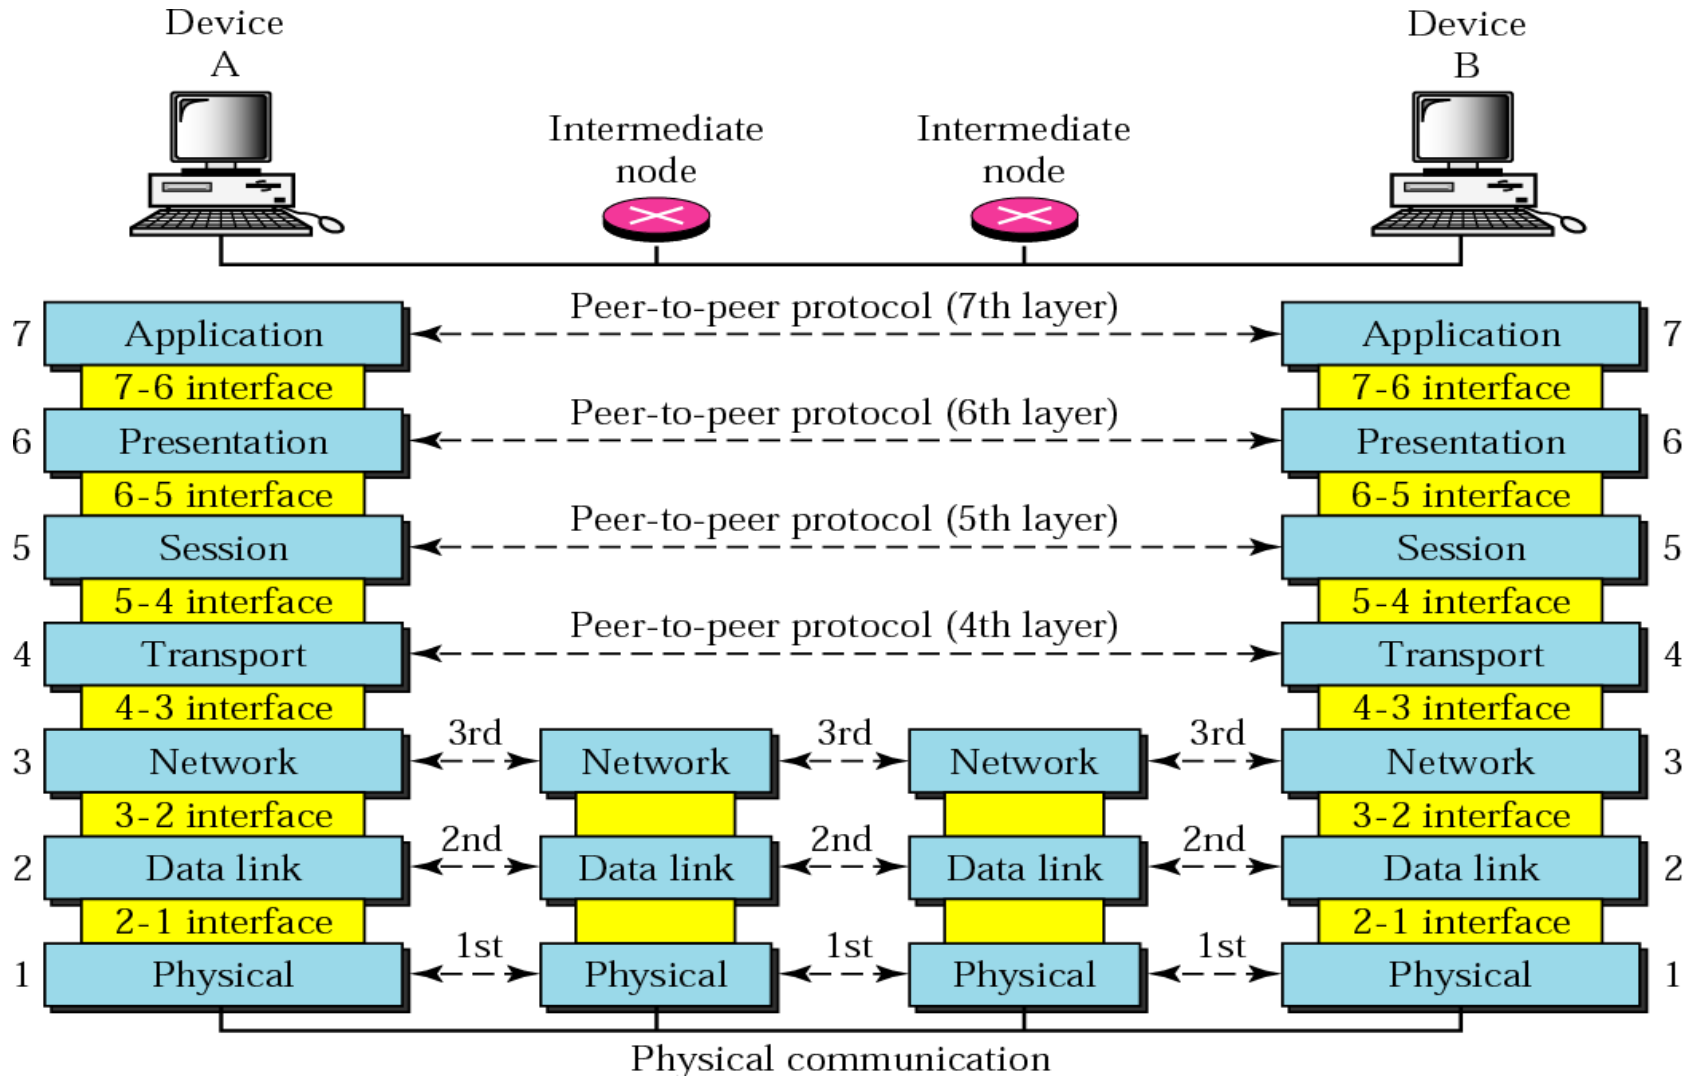 Device
A
Device
B
Intermediate
node
Intermediate
node
Peer-to-peer protocol (7th layer)
7
Application
Application
7
7-6 interface
7-6 interface
Peer-to-peer protocol (6th layer)
6
Presentation
Presentation
6
6-5 interface
6-5 interface
Peer-to-peer protocol (5th layer)
5
Session
Session
5
5-4 interface
5-4 interface
Peer-to-peer protocol (4th layer)
4
Transport
Transport
4
4-3 interface
4-3 interface
3rd
3rd
3rd
3
Network
Network
Network
Network
3
3-2 interface
3-2 interface
2nd
2nd
2nd
2
Data link
Data link
Data link
Data link
2
2-1 interface
2-1 interface
1st
1st
1st
1
Physical
Physical
Physical
Physical
1
Physical communication